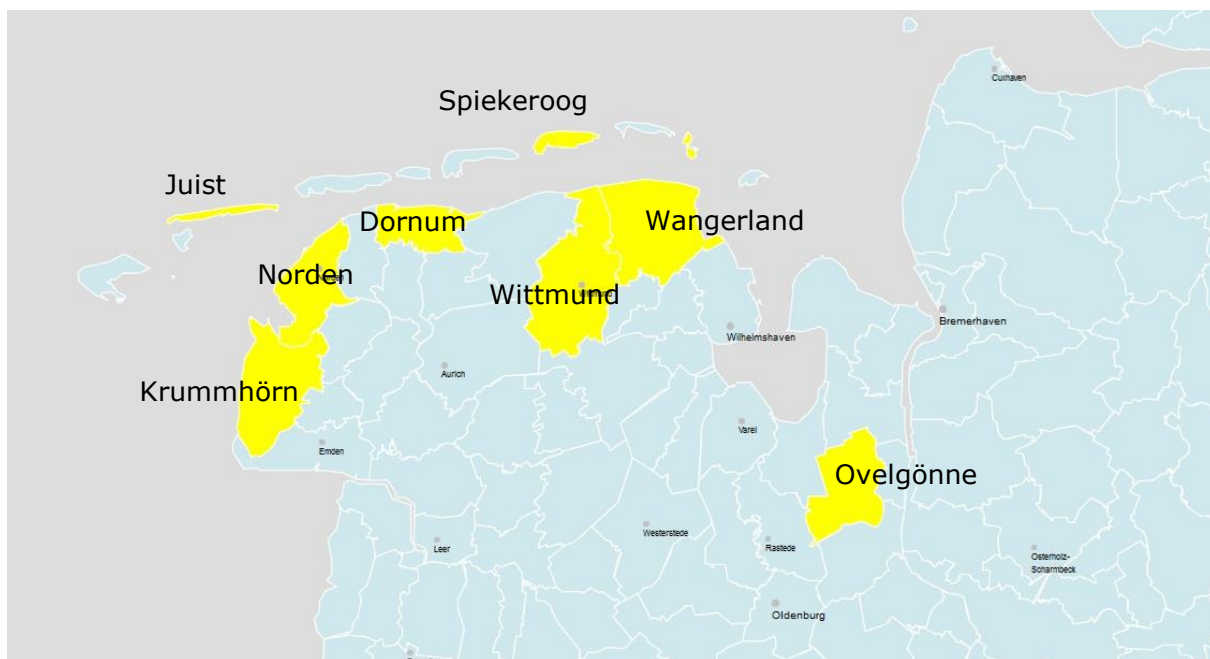 Cuxhaven
Spiekeroog
Juist
Dornum
Wangerland
Norden
Wittmund
Bremerhaven
Wilhelmshaven
Aurich
Krummhörn
Varel
Emden
Ovelgönne
Westerstede
Rastede
Leer
Osterholz-
Scharmbeck
Oldenburg